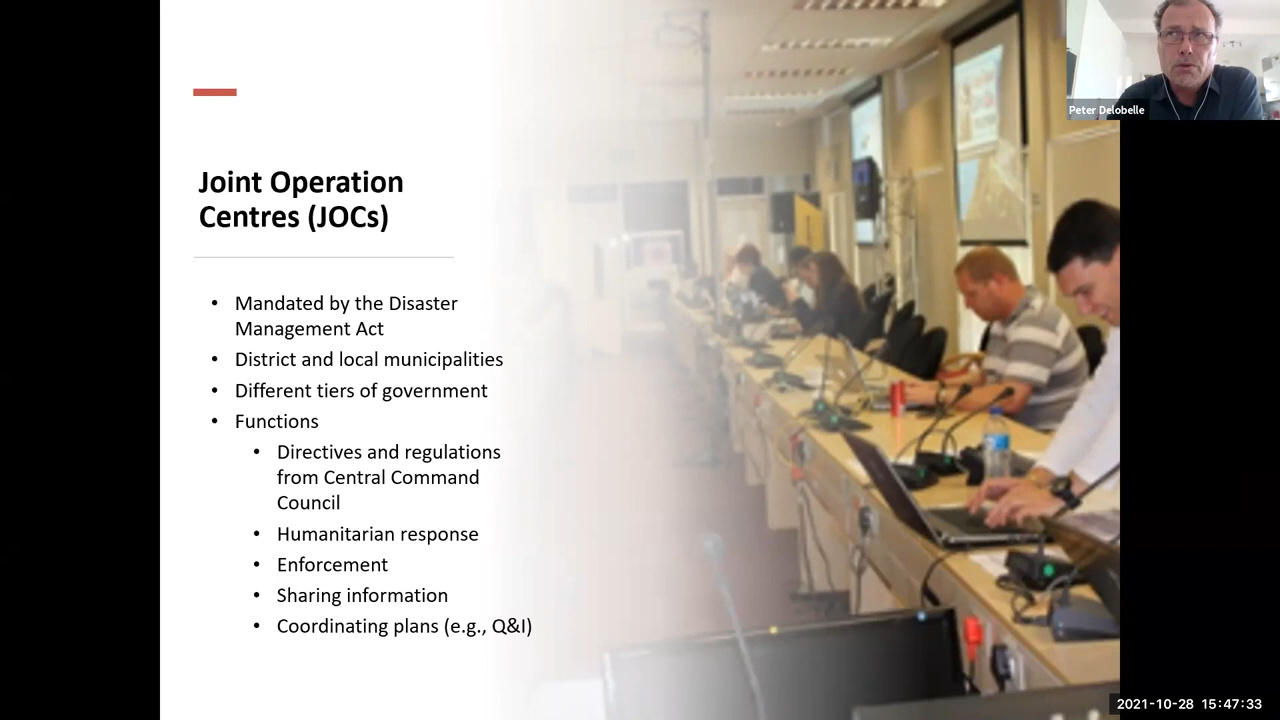 Peter Delobelle
Joint Operation
Centres (JOCs)
• Mandated by the Disaster
Management Act
• District and local municipalities
• Different tiers of government
• Functions
• Directives and regulations
from Central Command
Council
• Humanitarian response
• Enforcement
• Sharing information
• Coordinating plans (e.g., Q&I)
2021-10-28 15:47:33